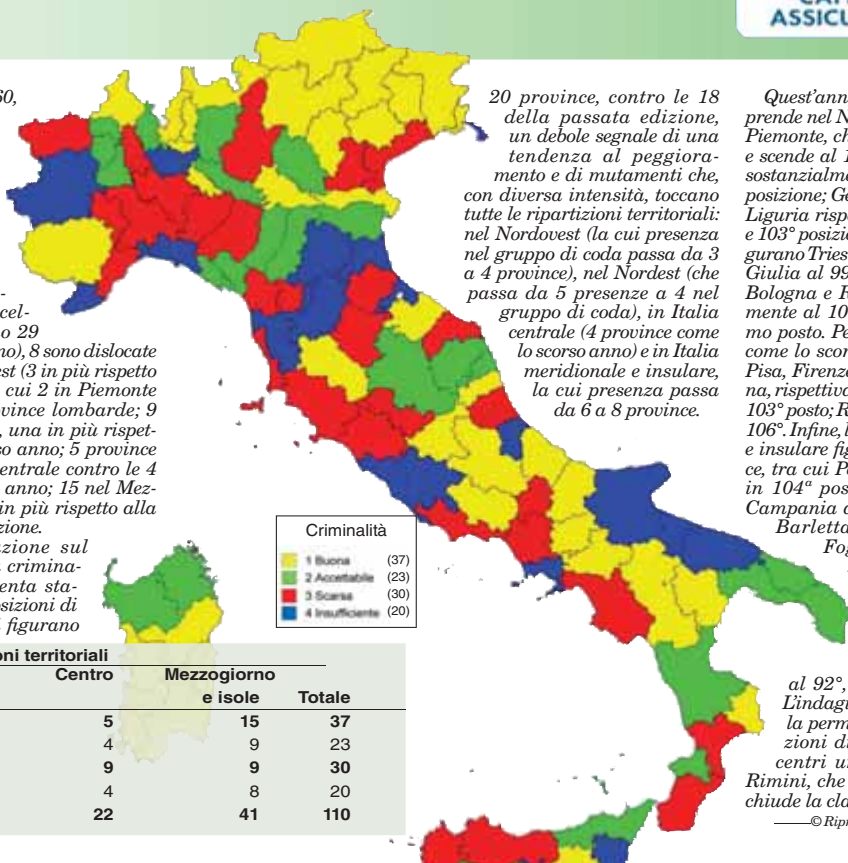 ASSICU
60,
cel-
o 29
no), 8 sono dislocate
est (3 in più rispetto
cui 2 in Piemonte
vince lombarde; 9
, una in più rispet-
so anno; 5 province
entrale contro le 4
anno; 15 nel Mez-
in più rispetto alla
zione.
azione sul
crimina-
enta sta-
osizioni di
figurano
20 province, contro le 18
della passata edizione,
un debole segnale di una
tendenza al peggiora-
mento e di mutamenti che,
con diversa intensità, toccano
tutte le ripartizioni territoriali:
nel Nordovest (la cui presenza
nel gruppo di coda passa da 3
a 4 province), nel Nordest (che
passa da 5 presenze a 4 nel
gruppo di coda), in Italia
centrale (4 province come
lo scorso anno) e in Italia
meridionale e insulare,
la cui presenza passa
da 6 a 8 province.
Quest'ann
prende nel N
Piemonte, ch
e scende al 1
sostanzialme
posizione; Ge
Liguria rispe
e 103° posizi
gurano Tries
Giulia al 99
Bologna e R
mente al 10
mo posto. Pe
come lo scor
Pisa, Firenz
na, rispettiva
103° posto; R
106°. Infine, l
e insulare fig
ce, tra cui P
in 104ª pos
Campania a
Barletta
Fog
al 92°,
L'indagi
la perm
zioni di
centri u
Rimini, che
chiude la cla
©Ripr
Criminalità
1 Buona (37)
2 Accettabile (23)
3 Scarsa (30)
4 Insufficiente (20)
oni territoriali
Centro Mezzogiorno
e isole Totale
5 15 37
4 9 23
9 9 30
4 8 20
22 41 110